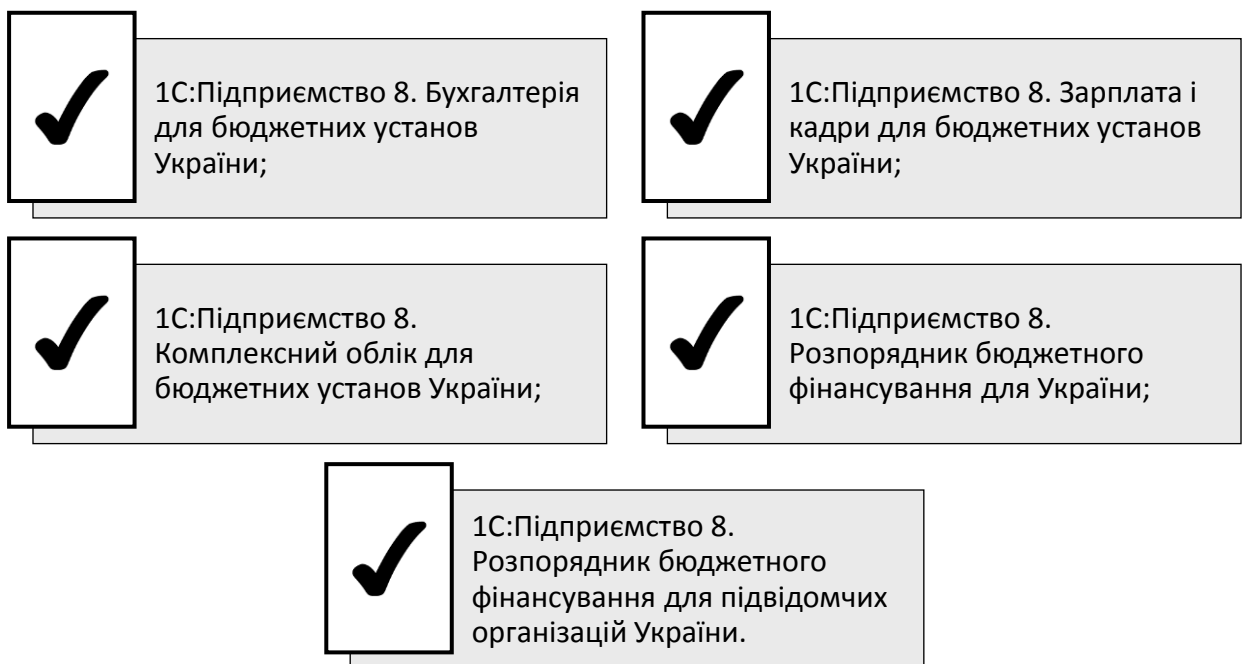 1С:Підприємство 8. Бухгалтерія
для бюджетних установ
України;
1С:Підприємство 8. Зарплата і
кадри для бюджетних установ
України;
1С:Підприємство 8.
Комплексний облік для
бюджетних установ України;
1С:Підприємство 8.
Розпорядник бюджетного
фінансування для України;
1С:Підприємство 8.
Розпорядник бюджетного
фінансування для підвідомчих
організацій України.